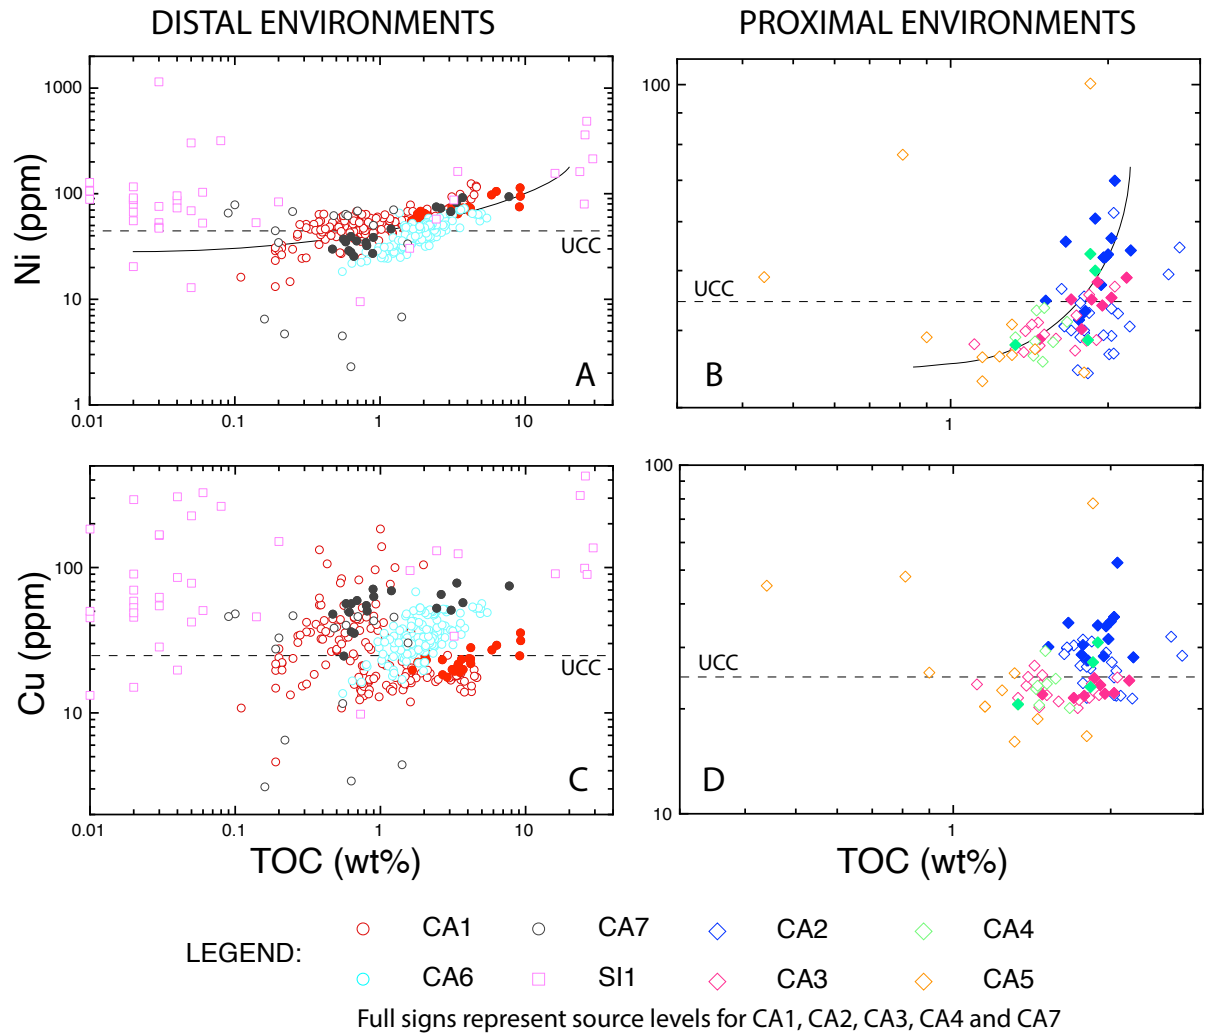 DISTAL ENVIRONMENTS
PROXIMAL ENVIRONMENTS
Ni (ppm)
1000
100
10
1
0.01
0.1
1
10
UCC
A
100
1
UCC
B
Cu (ppm)
100
10
0.01
0.1
1
10
UCC
C
TOC (wt%)
100
10
1
UCC
D
TOC (wt%)
LEGEND:
CA1
CA7
CA2
CA4
CA6
SI1
CA3
CA5
Full signs represent source levels for CA1, CA2, CA3, CA4 and CA7